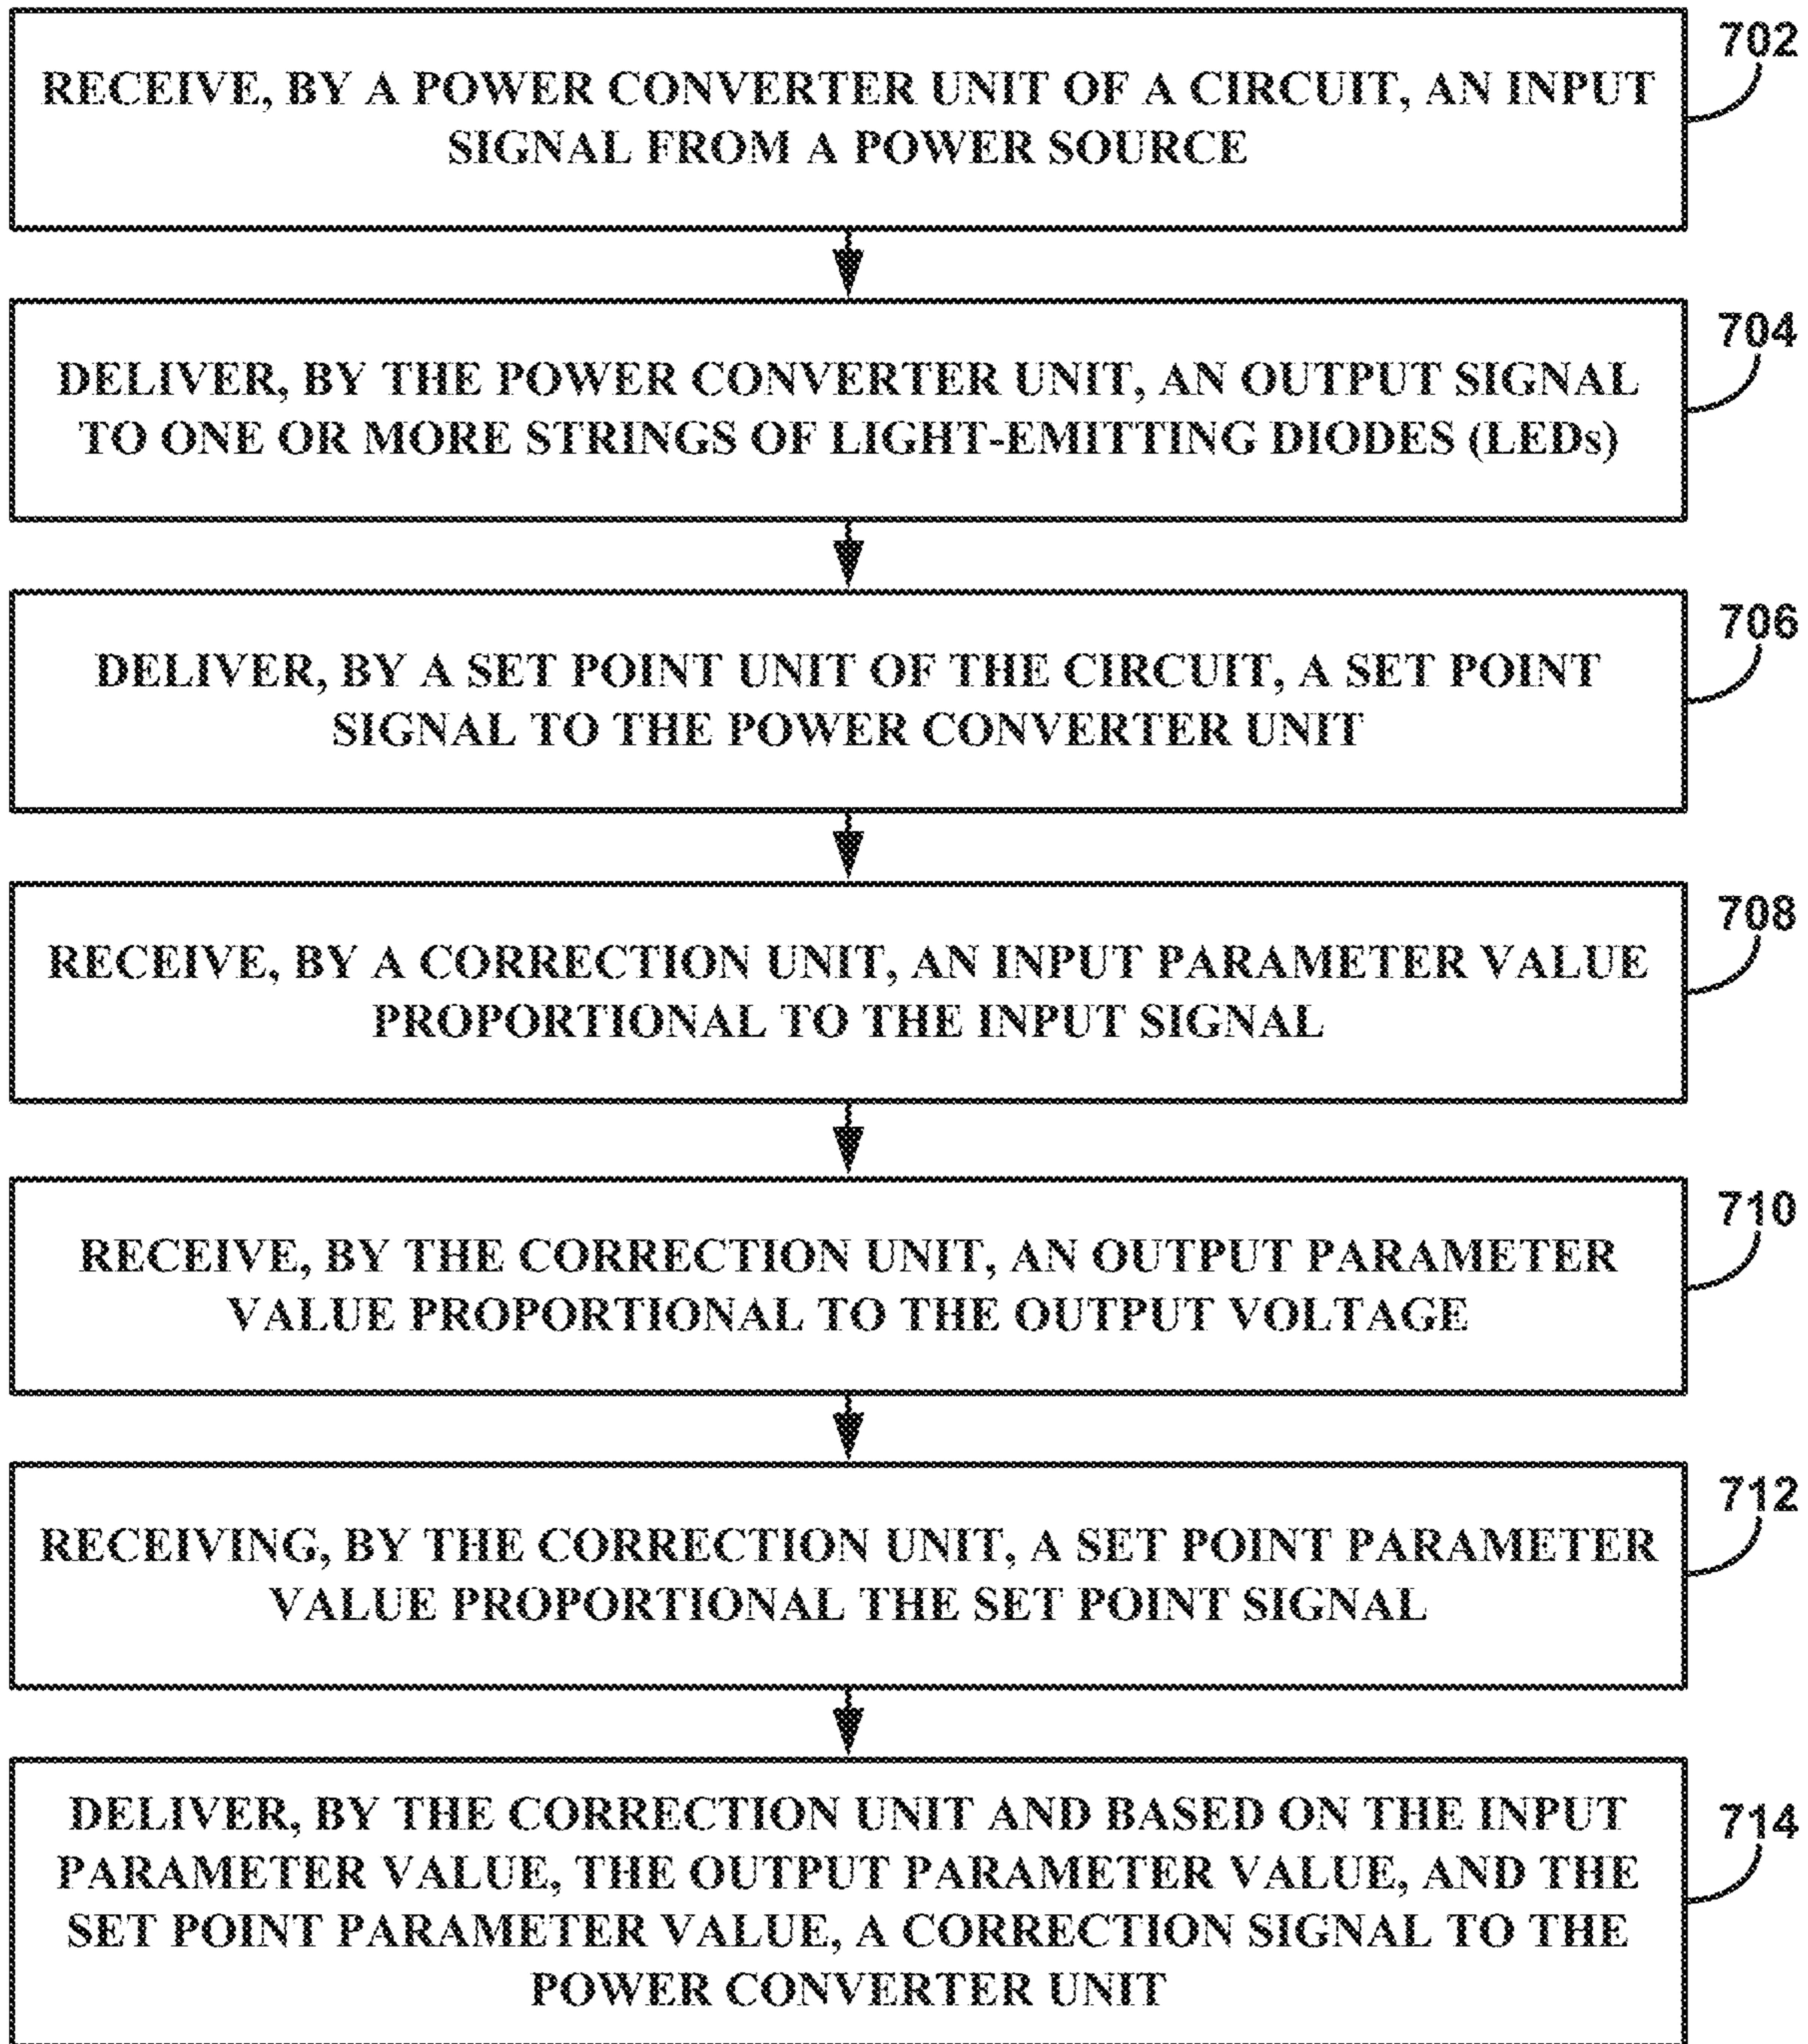 702
RECEIVE, BY A POWER CONVERTER UNIT OF A CIRCUIT, AN INPUT
SIGNAL FROM A POWER SOURCE
704
DELIVER, BY THE POWER CONVERTER UNIT, AN OUTPUT SIGNAL
TO ONE OR MORE STRINGS OF LIGHT-EMITTING DIODES (LEDs)
706
DELIVER, BY A SET POINT UNIT OF THE CIRCUIT, A SET POINT
SIGNAL TO THE POWER CONVERTER UNIT
708
RECEIVE, BY A CORRECTION UNIT, AN INPUT PARAMETER VALUE
PROPORTIONAL TO THE INPUT SIGNAL
710
RECEIVE, BY THE CORRECTION UNIT, AN OUTPUT PARAMETER
VALUE PROPORTIONAL TO THE OUTPUT VOLTAGE
712
RECEIVING, BY THE CORRECTION UNIT, A SET POINT PARAMETER
VALUE PROPORTIONAL THE SET POINT SIGNAL
714
DELIVER, BY THE CORRECTION UNIT AND BASED ON THE INPUT
PARAMETER VALUE, THE OUTPUT PARAMETER VALUE, AND THE
SET POINT PARAMETER VALUE, A CORRECTION SIGNAL TO THE
POWER CONVERTER UNIT